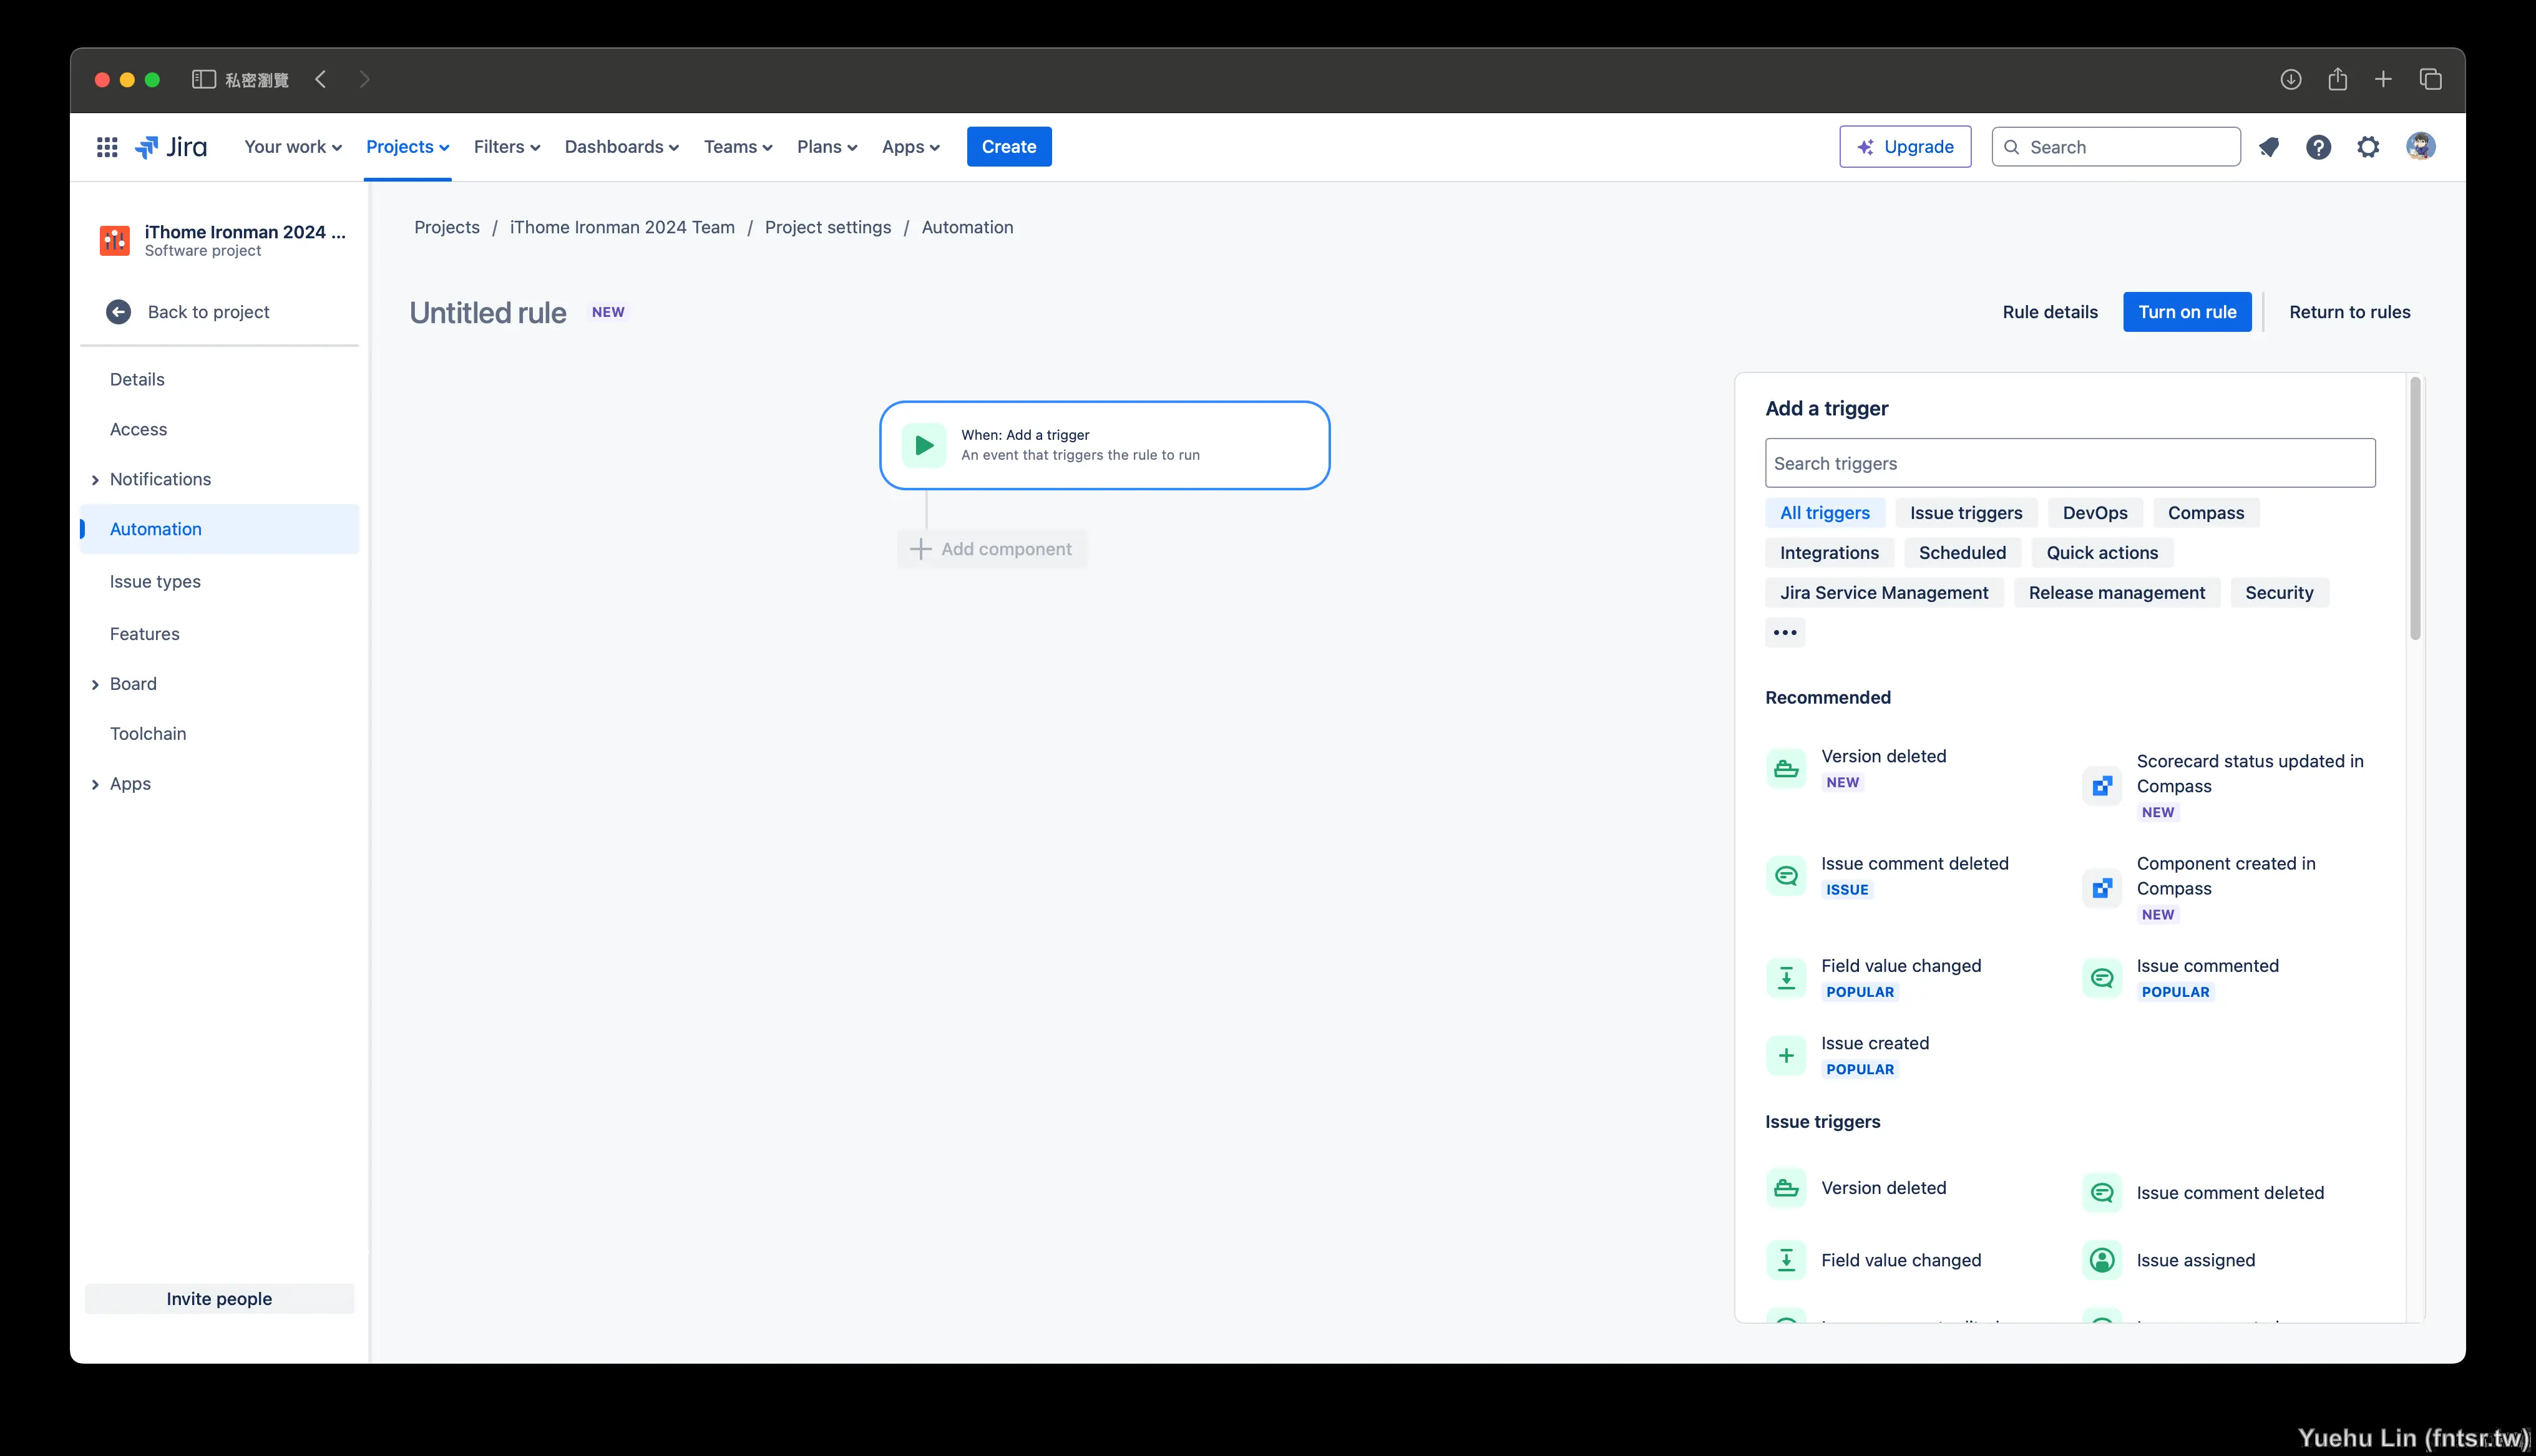 私密瀏覽
Jira
Your work
Projects
Filters
Dashboards
Teams
Plans
Apps
Create
Upgrade
Search
iThome Ironman 2024 ...
Software project
Back to project
Details
Access
Notifications
Automation
Issue types
Features
Board
Toolchain
Apps
Invite people
Projects / iThome Ironman 2024 Team / Project settings / Automation
Untitled rule NEW
Rule details
Turn on rule
Return to rules
When: Add a trigger
An event that triggers the rule to run
Add component
Add a trigger
Search triggers
All triggers Issue triggers DevOps Compass
Integrations Scheduled Quick actions
Jira Service Management Release management Security
•••
Recommended
Version deleted
NEW
Scorecard status updated in
Compass
NEW
Issue comment deleted
ISSUE
Component created in
Compass
NEW
Field value changed
POPULAR
Issue commented
POPULAR
Issue created
POPULAR
Issue triggers
Version deleted
Issue comment deleted
Field value changed
Issue assigned
Yuehu Lin (fntsr.tw)